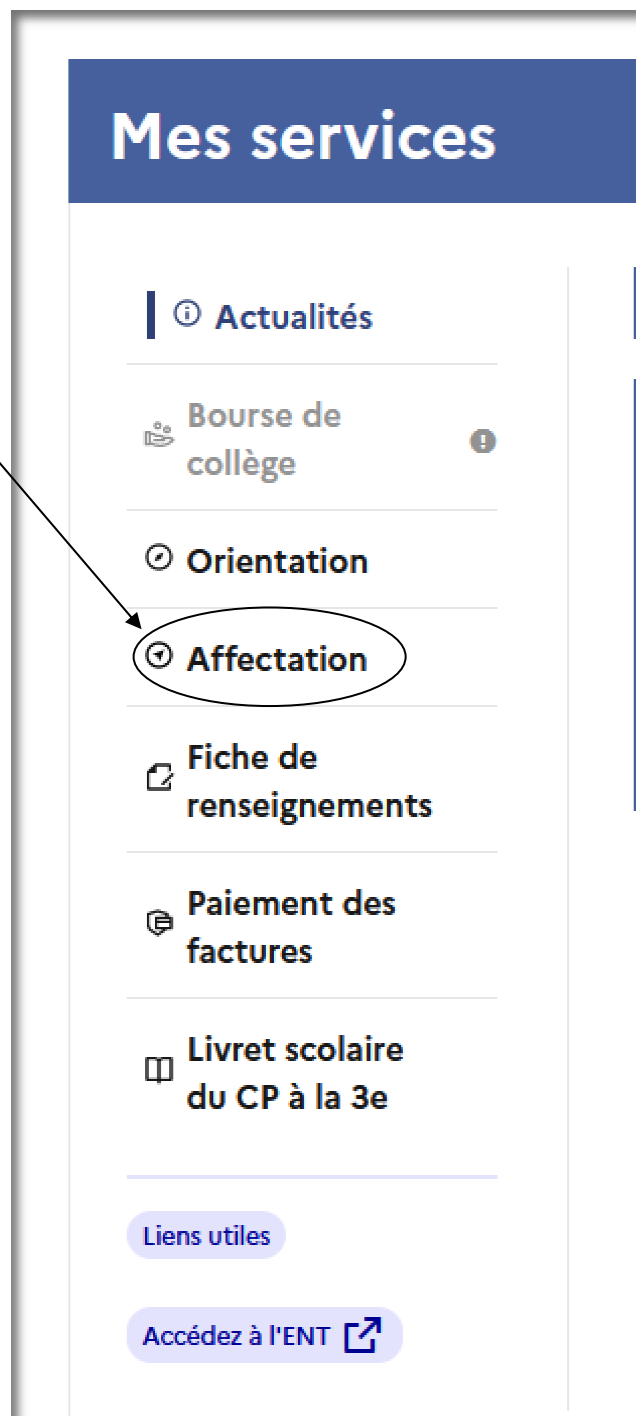 Mes services
Actualités
Bourse de
collège
Orientation
Affectation
Fiche de
renseignements
Paiement des
factures
Livret scolaire
du CP à la 3e
Liens utiles
Accédez à l'ENT